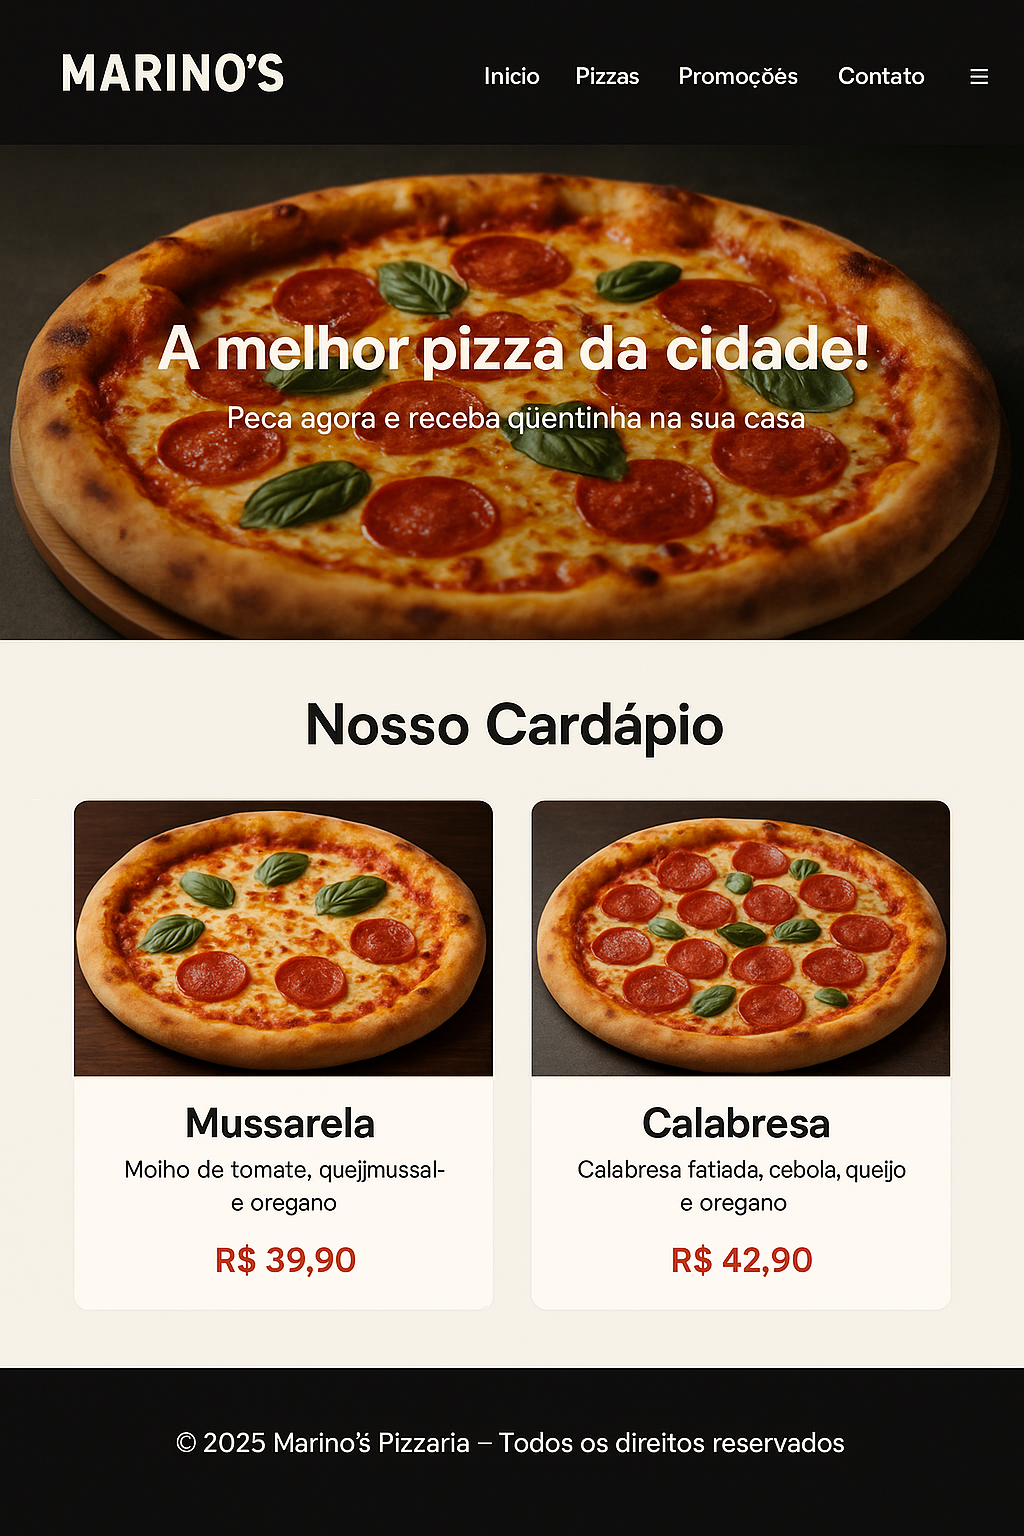 MARINO'S
Inicio Pizzas Promoçõés Contato
A melhor pizza da cidade!
Peca agora e receba qüentinha na sua casa
Nosso Cardápio
Mussarela
Moiho de tomate, quejjmussal-
e oregano
R$ 39,90
Calabresa
Calabresa fatiada, cebola, queijo
e oregano
R$ 42,90
© 2025 Marino'ś Pizzaria – Todos os direitos reservados